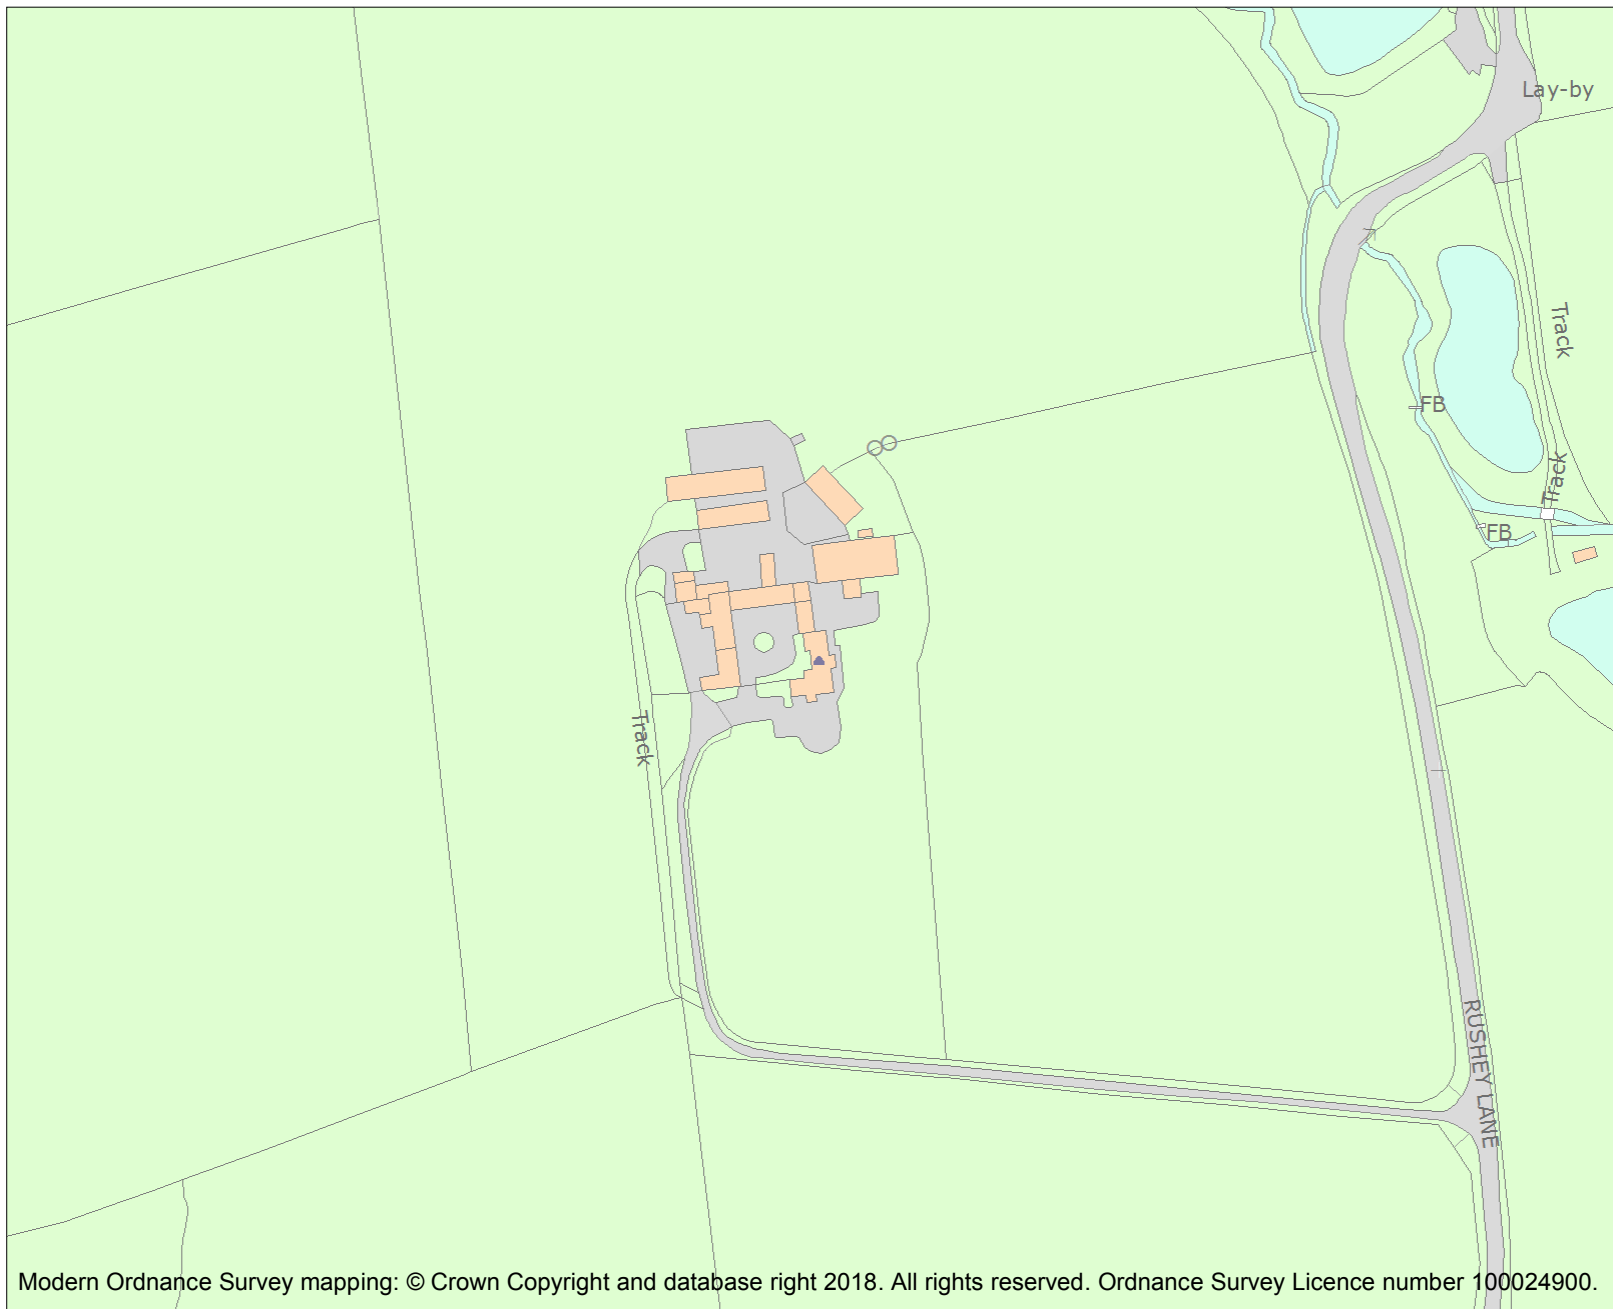 Lay-by
Track
FB
Track
FB
Track
RUSHEY LANE
Modern Ordnance Survey mapping: © Crown Copyright and database right 2018. All rights reserved. Ordnance Survey Licence number 100024900.